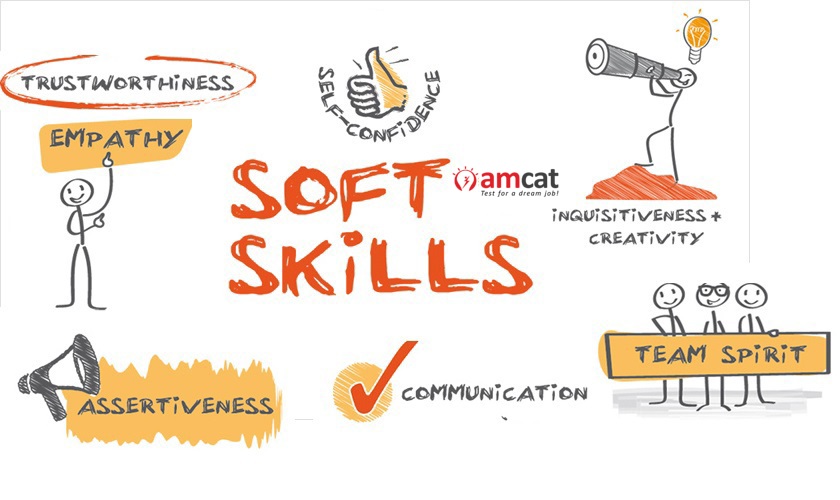 TRUSTWORTHINESS
EMPATHY
SELF-CONFIDENCE
SOFT
SKILLS
amcat
Test for a dream job!
INQUISITIVENESS +
CREATIVITY
TEAM SPIRIT
ASSERTIVENESS
COMMUNICATION